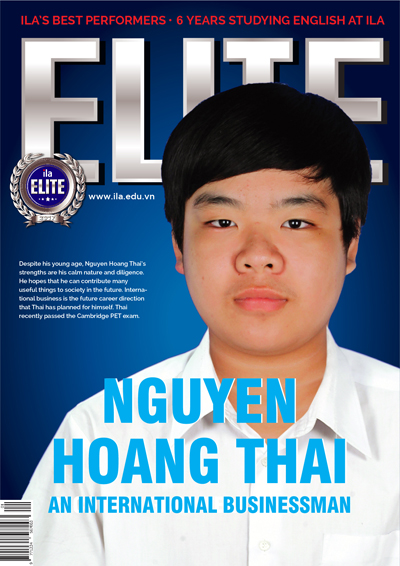 ILA'S BEST PERFORMERS • 6 YEARS STUDYING ENGLISH AT ILA
ELITE
ila
ELITE
www.ila.edu.vn
Despite his young age, Nguyen Hoang Thai's
strengths are his calm nature and diligence.
He hopes that he can contribute many
useful things to society in the future. Interna-
tional business is the future career direction
that Thai has planned for himself. Thai
recently passed the Cambridge PET exam.
NGUYEN
HOANG THAI
AN INTERNATIONAL BUSINESSMAN